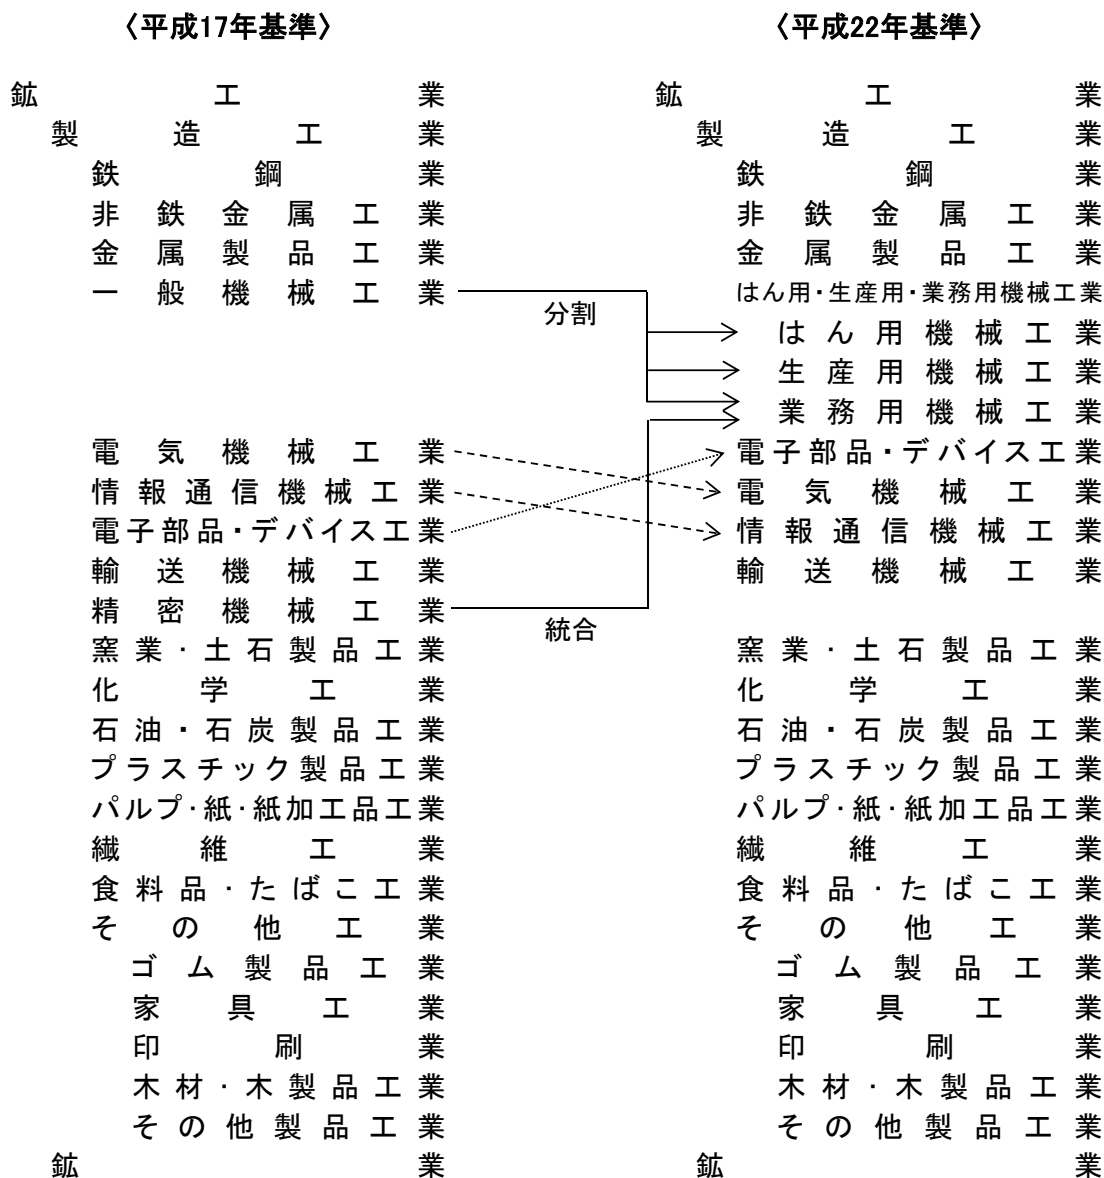 〈平成17年基準〉
鉱工業
製造工業
鉄鋼業
非鉄金属工業
金属製品工業
一般機械工業
電気機械工業
情報通信機械工業
電子部品・デバイス工業
輸送機械工業
精密機械工業
窯業・土石製品工業
化学工業
石油・石炭製品工業
プラスチック製品工業
パルプ・紙・紙加工品工業
繊維工業
食料品・たばこ工業
その他工業
ゴム製品工業
家具工業
印刷業
木材・木製品工業
その他製品工業
鉱業
分割
統合
〈平成22年基準〉
鉱工業
製造工業
鉄鋼業
非鉄金属工業
金属製品工業
はん用・生産用・業務用機械工業
はん用機械工業
生産用機械工業
業務用機械工業
電子部品・デバイス工業
電気機械工業
情報通信機械工業
輸送機械工業
窯業・土石製品工業
化学工業
石油・石炭製品工業
プラスチック製品工業
パルプ・紙・紙加工品工業
繊維工業
食料品・たばこ工業
その他工業
ゴム製品工業
家具工業
印刷業
木材・木製品工業
その他製品工業
鉱業